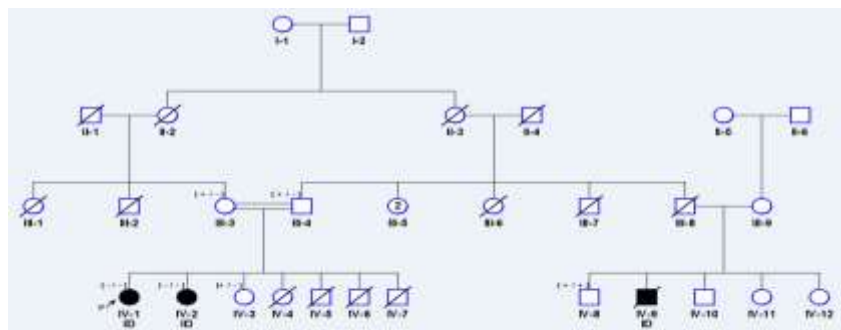 I-1 I-2
II-1 II-2 II-3 II-4 II-5 II-6
2
III-1 III-2 III-3 III-4 III-5 III-6 III-7 III-8 III-9
IV-1 IV-2 IV-3 IV-4 IV-5 IV-6 IV-7 IV-8 IV-9 IV-10 IV-11 IV-12
ID ID ID